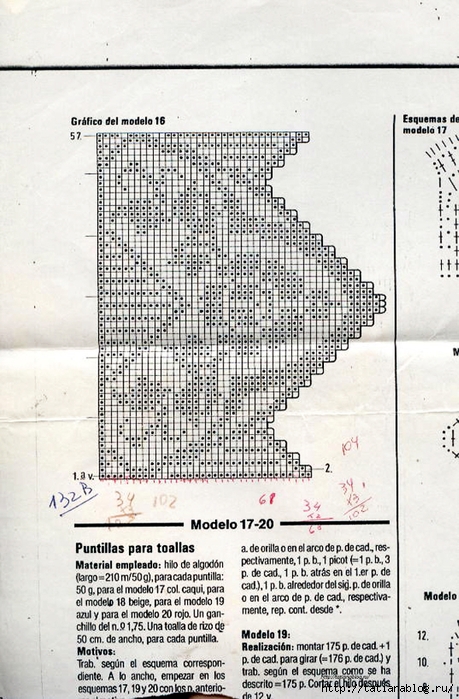 Gráfico del modelo 16
Esquemas de
modelo 17
57.
1.ª v.
2.
132B
34
x3
102
68
34
x2
68
104
34
x3
102
Modelo 17-20
Puntillas para toallas
Material empleado: hilo de algodón
(largo=210 m/50 g), para cada puntilla:
50 g, para el modelo 17 col. caqui, para
el modelo 18 beige, para el modelo 19
azul y para el modelo 20 rojo. Un gan-
chillo del n.º 1,75. Una toalla de rizo de
50 cm. de ancho, para cada puntilla.
Motivos:
Trab. según el esquema correspon-
diente. A lo ancho, empezar en los
esquemas 17, 19 y 20 con los p. anterio-
a. de orilla o en el arco de p. de cad., res-
pectivamente, 1 p. b., 1 picot (=1 p. b., 3
p. de cad., 1 p. b. atrás en el 1.er p. de
cad.), 1 p. b. alrededor del sig. p. de orilla
o en el arco de p. de cad., respectiva-
mente, rep. cont. desde *.
Modelo 19:
Realización: montar 175 p. de cad.+1
p. de cad. para girar (=176 p. de cad.) y
trab. según el esquema como se ha
descrito =175 p. Cortar el hilo después
de 12 v.
Modelo
12.
10.
http://tatianablok.ru/